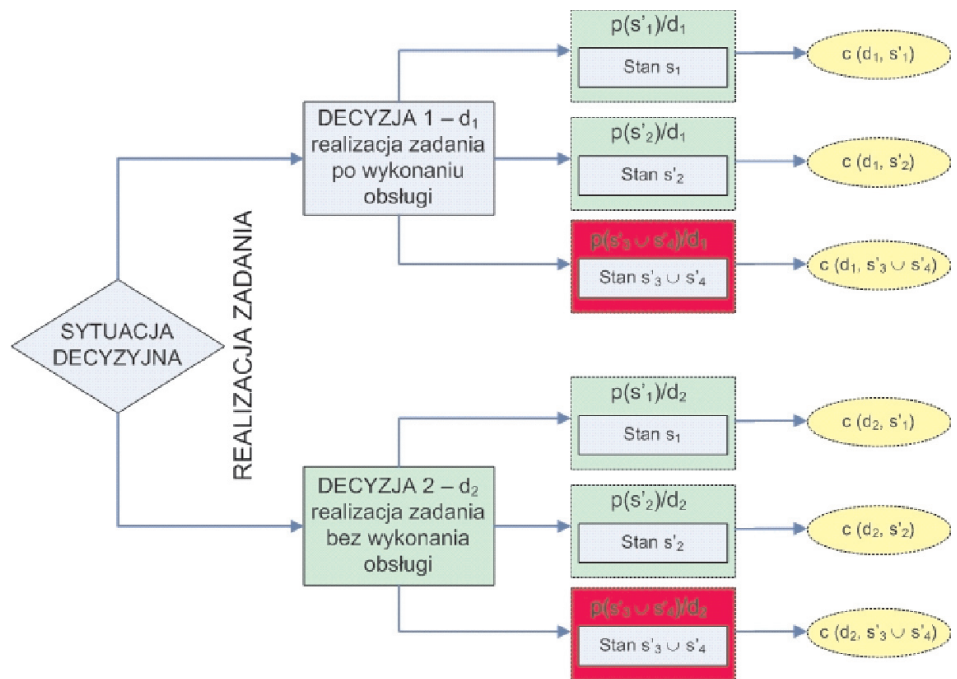 SYTUACJA
DECYZYJNA
REALIZACJA ZADANIA
DECYZJA 1 – d₁
realizacja zadania
po wykonaniu
obsługi
p(s'₁)/d₁
Stan s₁
c (d₁, s'₁)
p(s'₂)/d₁
Stan s'₂
c (d₁, s'₂)
p(s'₃ ∪ s'₄)/d₁
Stan s'₃ ∪ s'₄
c (d₁, s'₃ ∪ s'₄)
DECYZJA 2 – d₂
realizacja zadania
bez wykonania
obsługi
p(s'₁)/d₂
Stan s₁
c (d₂, s'₁)
p(s'₂)/d₂
Stan s'₂
c (d₂, s'₂)
p(s'₃ ∪ s'₄)/d₂
Stan s'₃ ∪ s'₄
c (d₂, s'₃ ∪ s'₄)